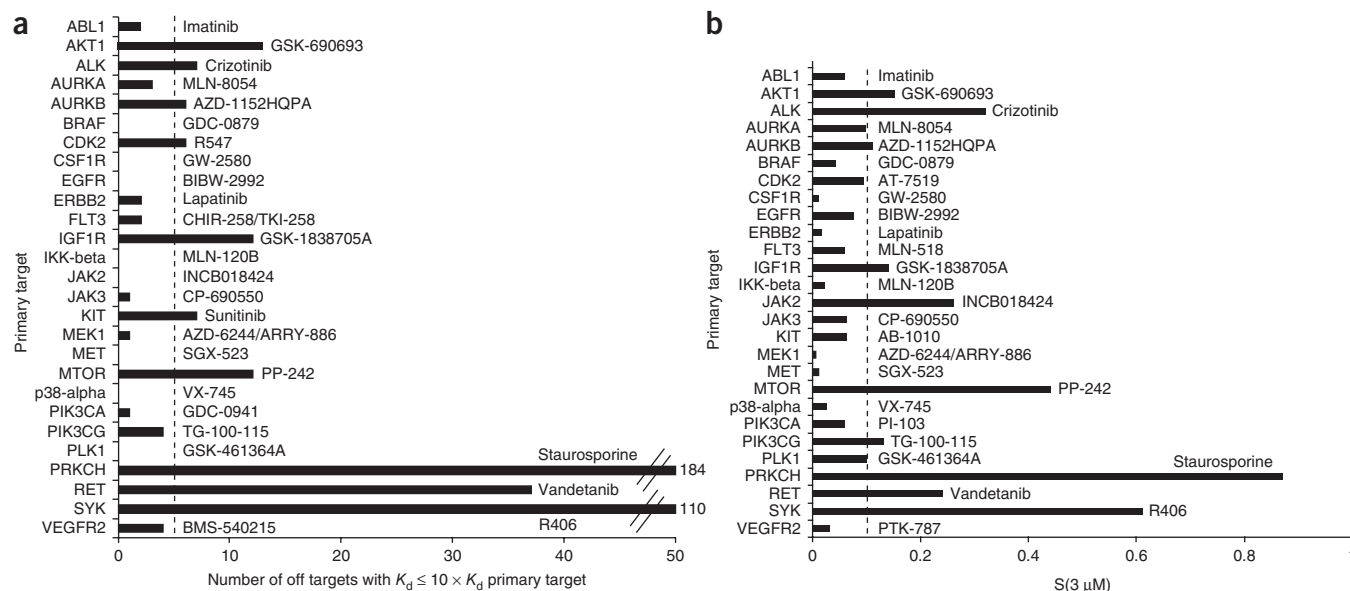 a
Primary target
ABL1 Imatinib
AKT1 GSK-690693
ALK Crizotinib
AURKA MLN-8054
AURKB AZD-1152HQPA
BRAF GDC-0879
CDK2 R547
CSF1R GW-2580
EGFR BIBW-2992
ERBB2 Lapatinib
FLT3 CHIR-258/TKI-258
IGF1R GSK-1838705A
IKK-beta MLN-120B
JAK2 INCB018424
JAK3 CP-690550
KIT Sunitinib
MEK1 AZD-6244/ARRY-886
MET SGX-523
MTOR PP-242
p38-alpha VX-745
PIK3CA GDC-0941
PIK3CG TG-100-115
PLK1 GSK-461364A
PRKCH Staurosporine 184
RET Vandetanib
SYK R406 110
VEGFR2 BMS-540215
0 10 20 30 40 50
Number of off targets with Kd ≤ 10 × Kd primary target
b
Primary target
ABL1 Imatinib
AKT1 GSK-690693
ALK Crizotinib
AURKA MLN-8054
AURKB AZD-1152HQPA
BRAF GDC-0879
CDK2 AT-7519
CSF1R GW-2580
EGFR BIBW-2992
ERBB2 Lapatinib
FLT3 MLN-518
IGF1R GSK-1838705A
IKK-beta MLN-120B
JAK2 INCB018424
JAK3 CP-690550
KIT AB-1010
MEK1 AZD-6244/ARRY-886
MET SGX-523
MTOR PP-242
p38-alpha VX-745
PIK3CA PI-103
PIK3CG TG-100-115
PLK1 GSK-461364A
PRKCH Staurosporine
RET Vandetanib
SYK R406
VEGFR2 PTK-787
0 0.2 0.4 0.6 0.8
S(3 μM)